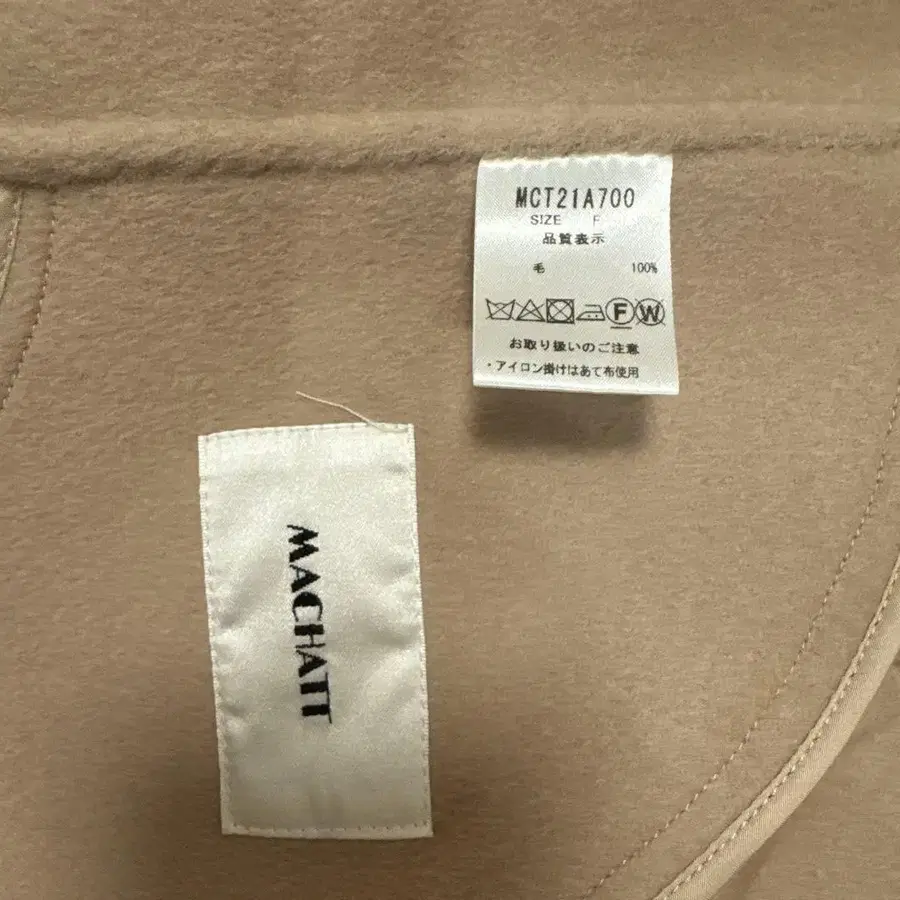 MCT21A700
SIZE F
品質表示
毛 100%
F W
お取り扱いのご注意
・アイロン掛けはあて布使用
MACHATT